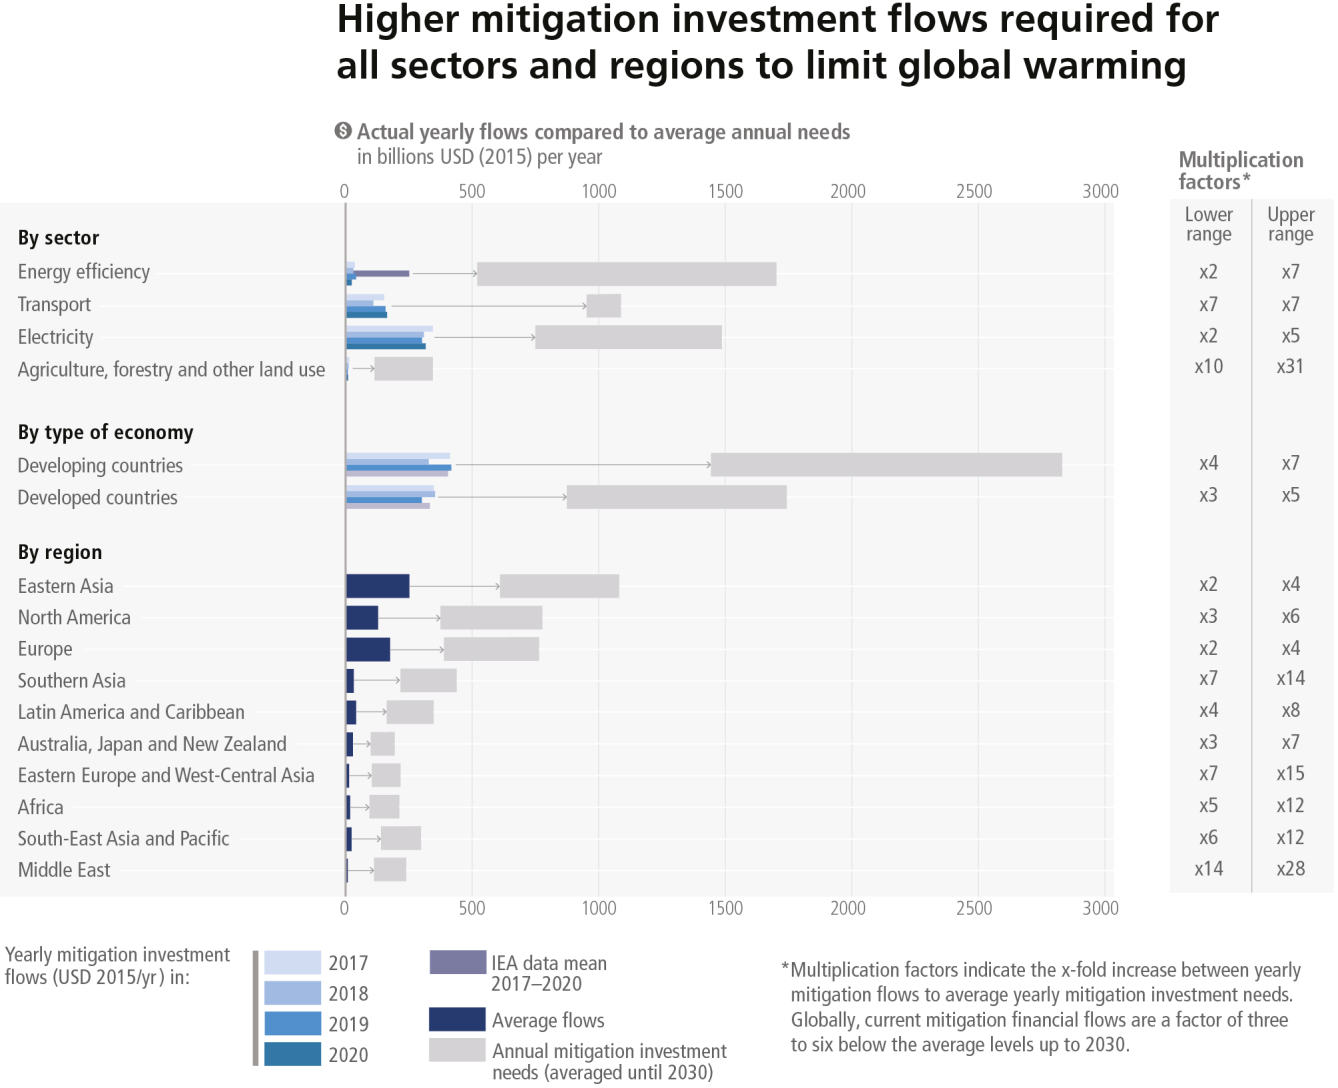 Higher mitigation investment flows required for
all sectors and regions to limit global warming
$ Actual yearly flows compared to average annual needs
in billions USD (2015) per year
Multiplication
factors*
0 500 1000 1500 2000 2500 3000
Lower
range
Upper
range
By sector
Energy efficiency x2 x7
Transport x7 x7
Electricity x2 x5
Agriculture, forestry and other land use x10 x31
By type of economy
Developing countries x4 x7
Developed countries x3 x5
By region
Eastern Asia x2 x4
North America x3 x6
Europe x2 x4
Southern Asia x7 x14
Latin America and Caribbean x4 x8
Australia, Japan and New Zealand x3 x7
Eastern Europe and West-Central Asia x7 x15
Africa x5 x12
South-East Asia and Pacific x6 x12
Middle East x14 x28
0 500 1000 1500 2000 2500 3000
Yearly mitigation investment
flows (USD 2015/yr) in:
2017
2018
2019
2020
IEA data mean
2017–2020
Average flows
Annual mitigation investment
needs (averaged until 2030)
*Multiplication factors indicate the x-fold increase between yearly
mitigation flows to average yearly mitigation investment needs.
Globally, current mitigation financial flows are a factor of three
to six below the average levels up to 2030.